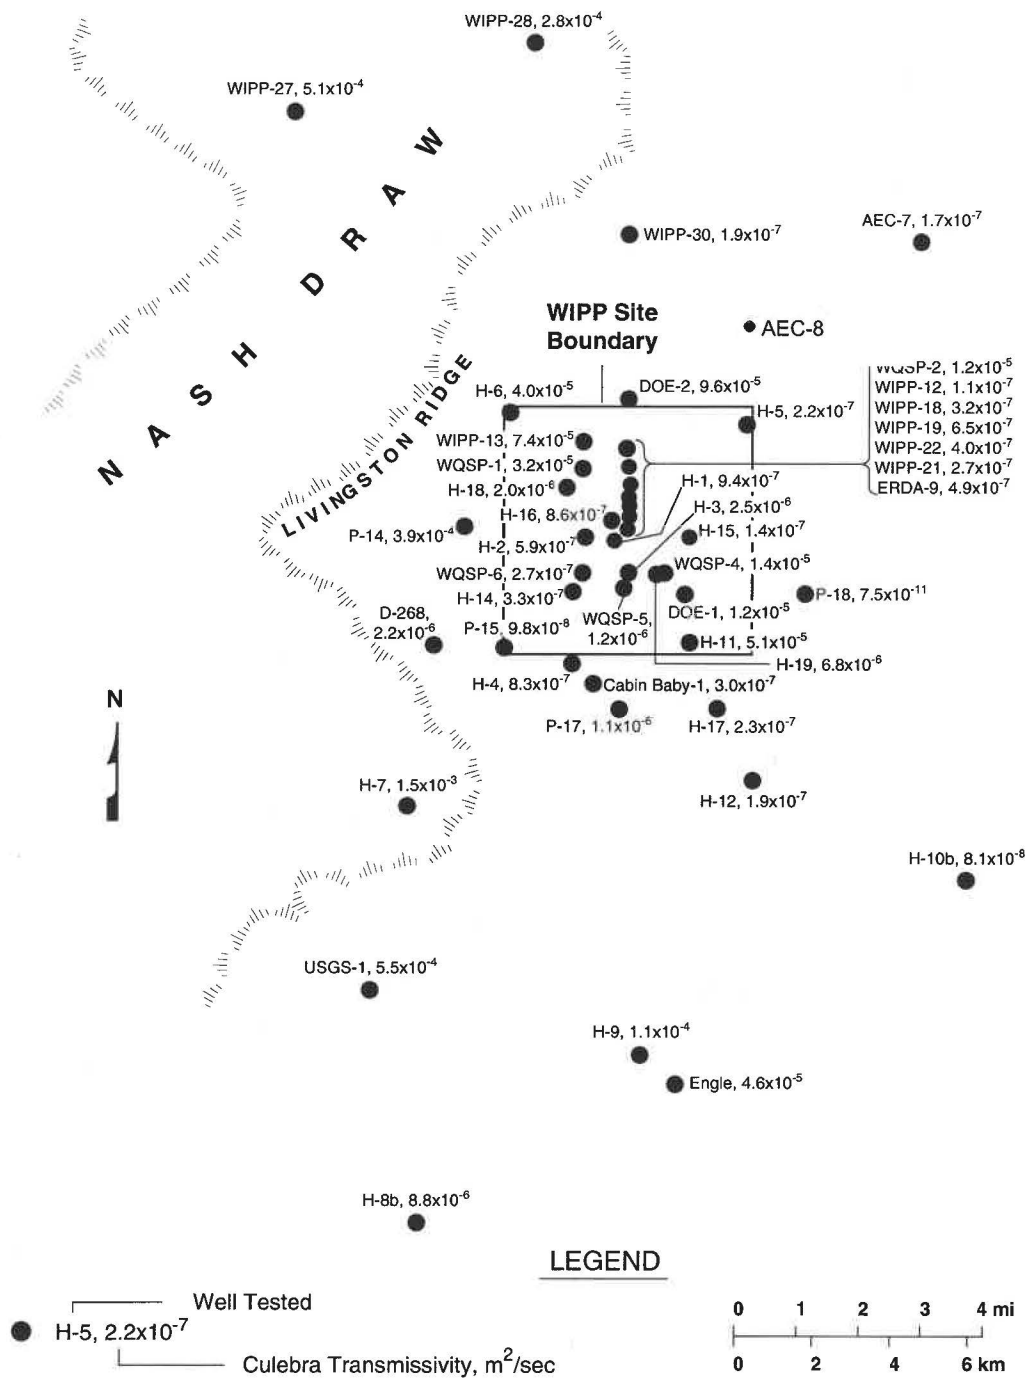 WIPP-28, 2.8x10⁻⁴
WIPP-27, 5.1x10⁻⁴
NASH DRAW
WIPP-30, 1.9x10⁻⁷
AEC-7, 1.7x10⁻⁷
WIPP Site
Boundary
AEC-8
LIVINGSTON RIDGE
H-6, 4.0x10⁻⁵
DOE-2, 9.6x10⁻⁵
H-5, 2.2x10⁻⁷
WQSP-2, 1.2x10⁻⁵
WIPP-12, 1.1x10⁻⁷
WIPP-18, 3.2x10⁻⁷
WIPP-19, 6.5x10⁻⁷
WIPP-22, 4.0x10⁻⁷
WIPP-21, 2.7x10⁻⁷
ERDA-9, 4.9x10⁻⁷
WIPP-13, 7.4x10⁻⁵
WQSP-1, 3.2x10⁻⁵
H-18, 2.0x10⁻⁶
H-1, 9.4x10⁻⁷
H-3, 2.5x10⁻⁶
H-16, 8.6x10⁻⁷
H-15, 1.4x10⁻⁷
P-14, 3.9x10⁻⁴
H-2, 5.9x10⁻⁷
WQSP-6, 2.7x10⁻⁷
WQSP-4, 1.4x10⁻⁵
H-14, 3.3x10⁻⁷
P-18, 7.5x10⁻¹¹
D-268,
2.2x10⁻⁶
P-15, 9.8x10⁻⁸
WQSP-5,
1.2x10⁻⁶
DOE-1, 1.2x10⁻⁵
H-11, 5.1x10⁻⁵
H-19, 6.8x10⁻⁶
H-4, 8.3x10⁻⁷
Cabin Baby-1, 3.0x10⁻⁷
P-17, 1.1x10⁻⁶
H-17, 2.3x10⁻⁷
N
H-7, 1.5x10⁻³
H-12, 1.9x10⁻⁷
H-10b, 8.1x10⁻⁸
USGS-1, 5.5x10⁻⁴
H-9, 1.1x10⁻⁴
Engle, 4.6x10⁻⁵
H-8b, 8.8x10⁻⁶
LEGEND
Well Tested
H-5, 2.2x10⁻⁷
Culebra Transmissivity, m²/sec
0 1 2 3 4 mi
0 2 4 6 km